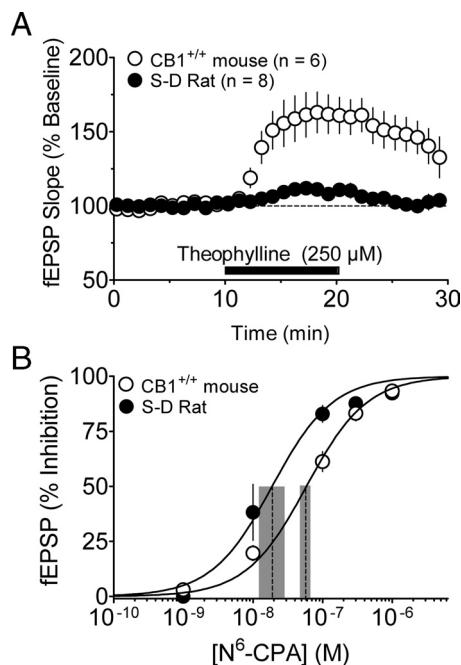 A
fEPSP Slope (% Baseline)
200
150
100
50
CB1+/+ mouse (n = 6)
S-D Rat (n = 8)
Theophylline (250 µM)
0
10
20
30
Time (min)
B
fEPSP (% Inhibition)
100
75
50
25
0
CB1+/+ mouse
S-D Rat
10-10
10-9
10-8
10-7
10-6
[N6-CPA] (M)